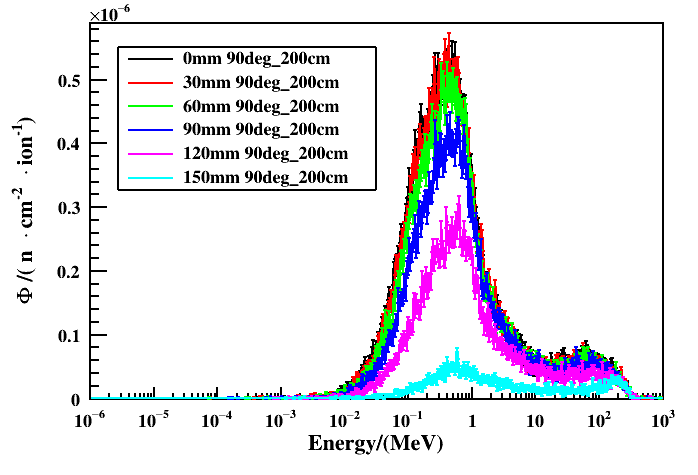 ×10⁻⁶
0mm 90deg_200cm
30mm 90deg_200cm
60mm 90deg_200cm
90mm 90deg_200cm
120mm 90deg_200cm
150mm 90deg_200cm
0.5
0.4
0.3
0.2
0.1
0
Φ /( n · cm⁻² · ion⁻¹)
10⁻⁶ 10⁻⁵ 10⁻⁴ 10⁻³ 10⁻² 10⁻¹ 1 10 10² 10³
Energy/(MeV)